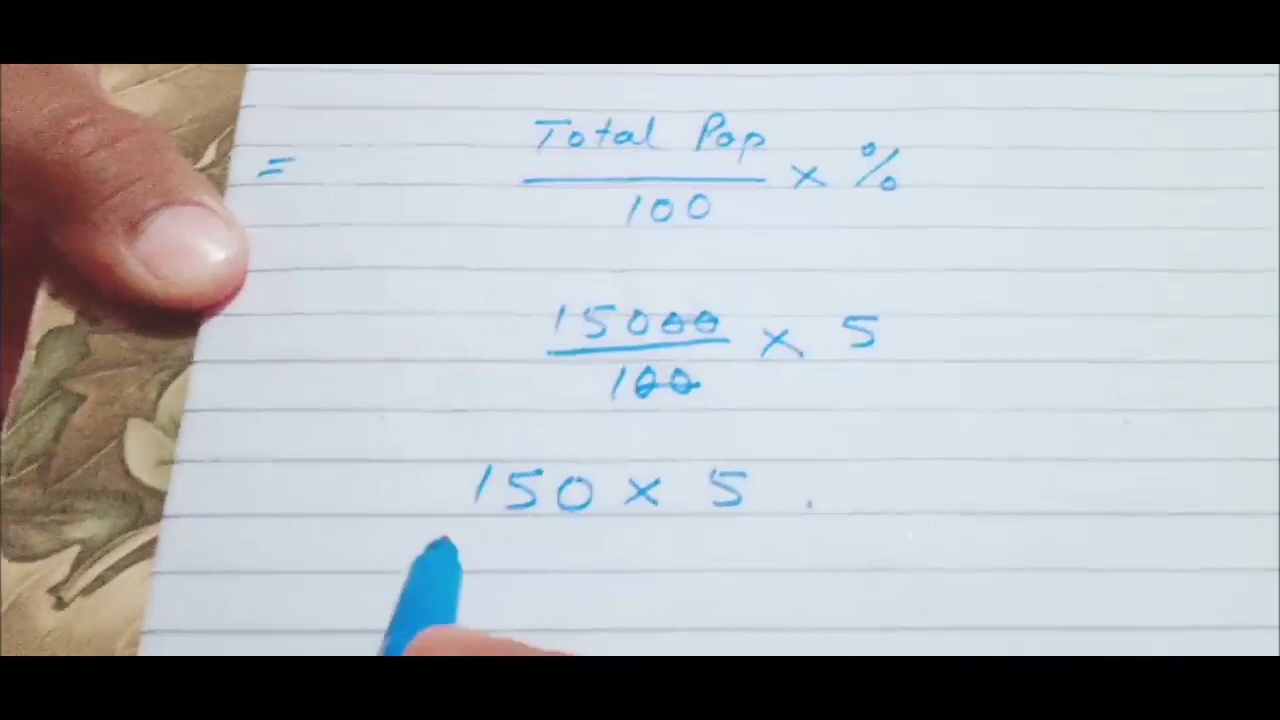 = Total Pop / 100 × %
15000 / 100 × 5
150 × 5 .